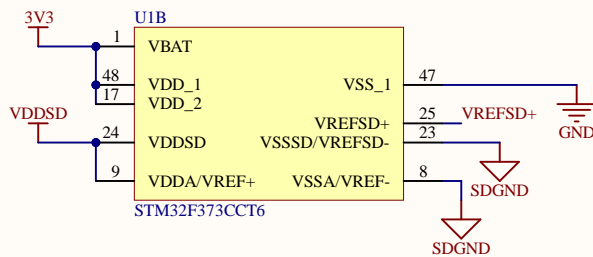 3V3
U1B
1 VBAT
48 VDD_1
17 VDD_2
VSS_1 47
VDDSD
VREFSD+ 25 VREFSD+
GND
24 VDDSD
VSSSD/VREFSD- 23
9 VDDA/VREF+
VSSA/VREF- 8
SDGND
STM32F373CCT6
SDGND